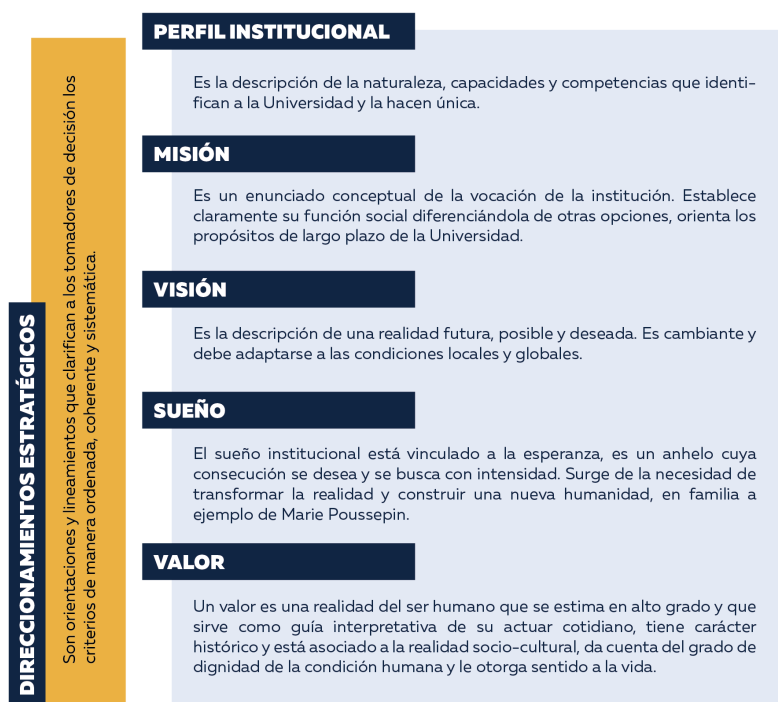 DIRECCIONAMIENTOS ESTRATÉGICOS
Son orientaciones y lineamientos que clarifican a los tomadores de decisión los
criterios de manera ordenada, coherente y sistemática.
PERFIL INSTITUCIONAL
Es la descripción de la naturaleza, capacidades y competencias que identi-
fican a la Universidad y la hacen única.
MISIÓN
Es un enunciado conceptual de la vocación de la institución. Establece
claramente su función social diferenciándola de otras opciones, orienta los
propósitos de largo plazo de la Universidad.
VISIÓN
Es la descripción de una realidad futura, posible y deseada. Es cambiante y
debe adaptarse a las condiciones locales y globales.
SUEÑO
El sueño institucional está vinculado a la esperanza, es un anhelo cuya
consecución se desea y se busca con intensidad. Surge de la necesidad de
transformar la realidad y construir una nueva humanidad, en familia a
ejemplo de Marie Poussepin.
VALOR
Un valor es una realidad del ser humano que se estima en alto grado y que
sirve como guía interpretativa de su actuar cotidiano, tiene carácter
histórico y está asociado a la realidad socio-cultural, da cuenta del grado de
dignidad de la condición humana y le otorga sentido a la vida.